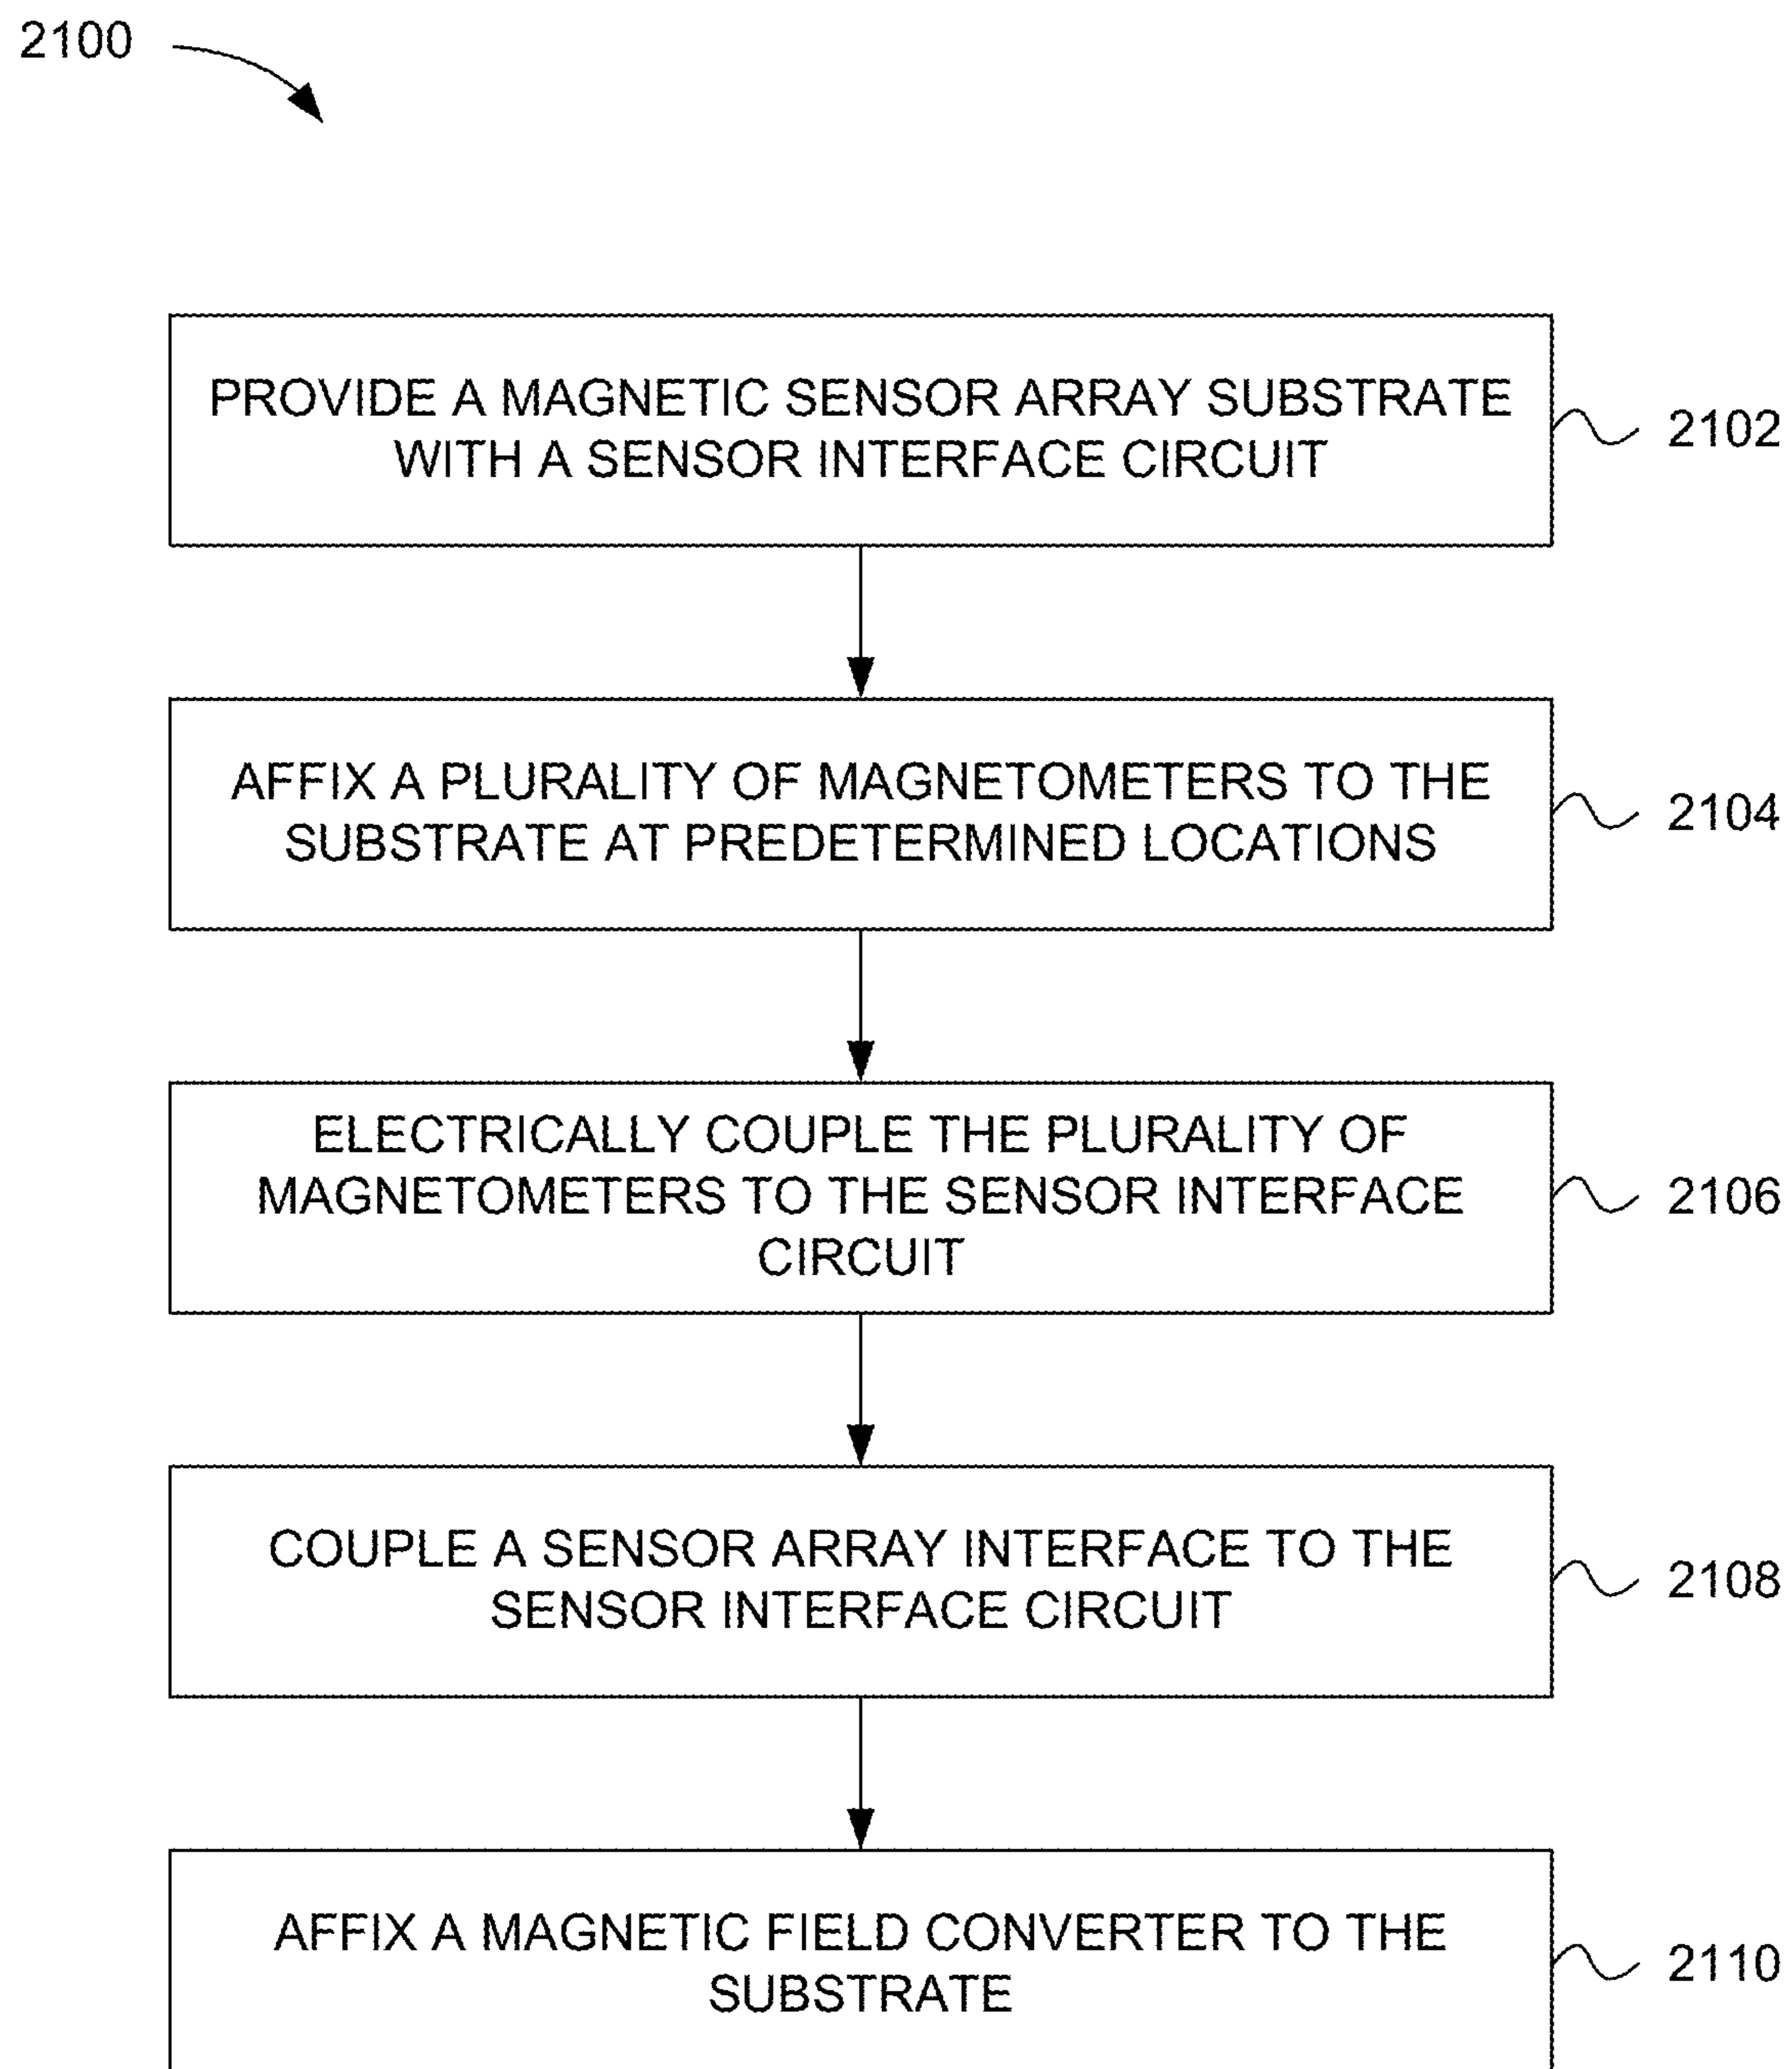 2100
PROVIDE A MAGNETIC SENSOR ARRAY SUBSTRATE
WITH A SENSOR INTERFACE CIRCUIT
2102
AFFIX A PLURALITY OF MAGNETOMETERS TO THE
SUBSTRATE AT PREDETERMINED LOCATIONS
2104
ELECTRICALLY COUPLE THE PLURALITY OF
MAGNETOMETERS TO THE SENSOR INTERFACE
CIRCUIT
2106
COUPLE A SENSOR ARRAY INTERFACE TO THE
SENSOR INTERFACE CIRCUIT
2108
AFFIX A MAGNETIC FIELD CONVERTER TO THE
SUBSTRATE
2110